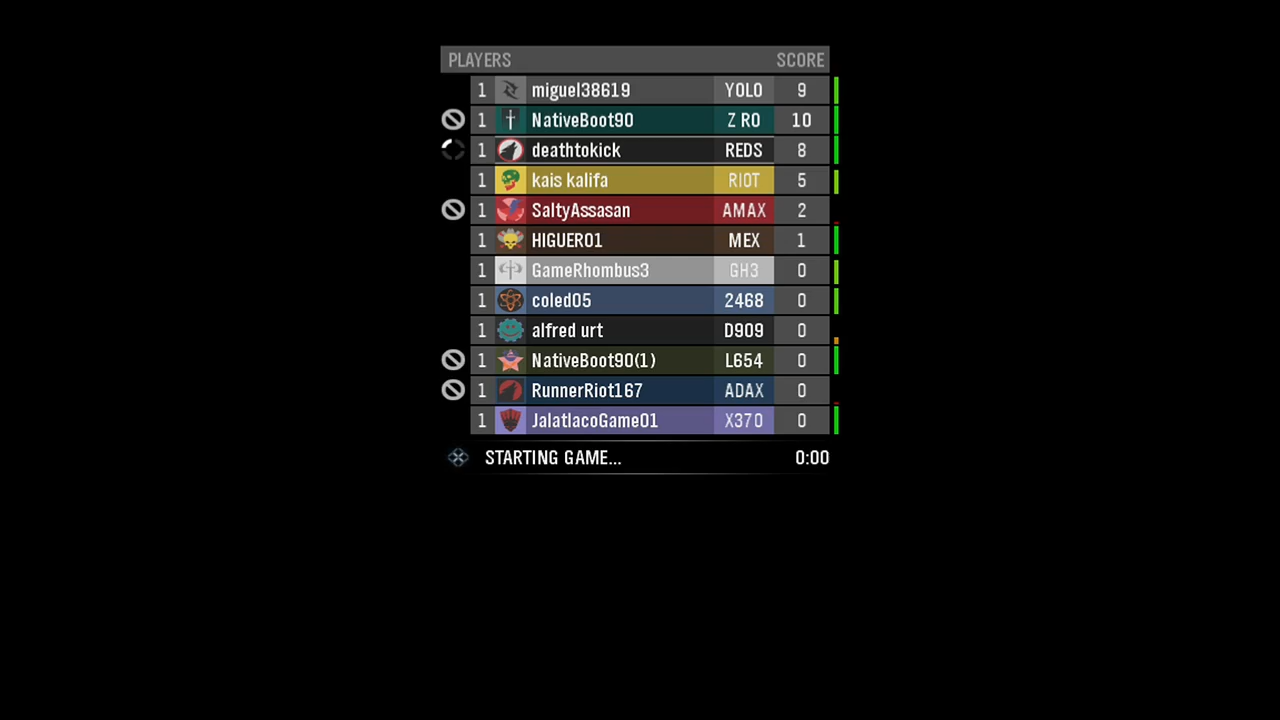 PLAYERS SCORE
1 miguel38619 YOLO 9
1 NativeBoot90 Z RO 10
1 deathtokick REDS 8
1 kais kalifa RIOT 5
1 SaltyAssasan AMAX 2
1 HIGUERO1 MEX 1
1 GameRhombus3 GH3 0
1 coled05 2468 0
1 alfred urt D909 0
1 NativeBoot90(1) L654 0
1 RunnerRiot167 ADAX 0
1 JalatlacoGame01 X370 0
STARTING GAME... 0:00